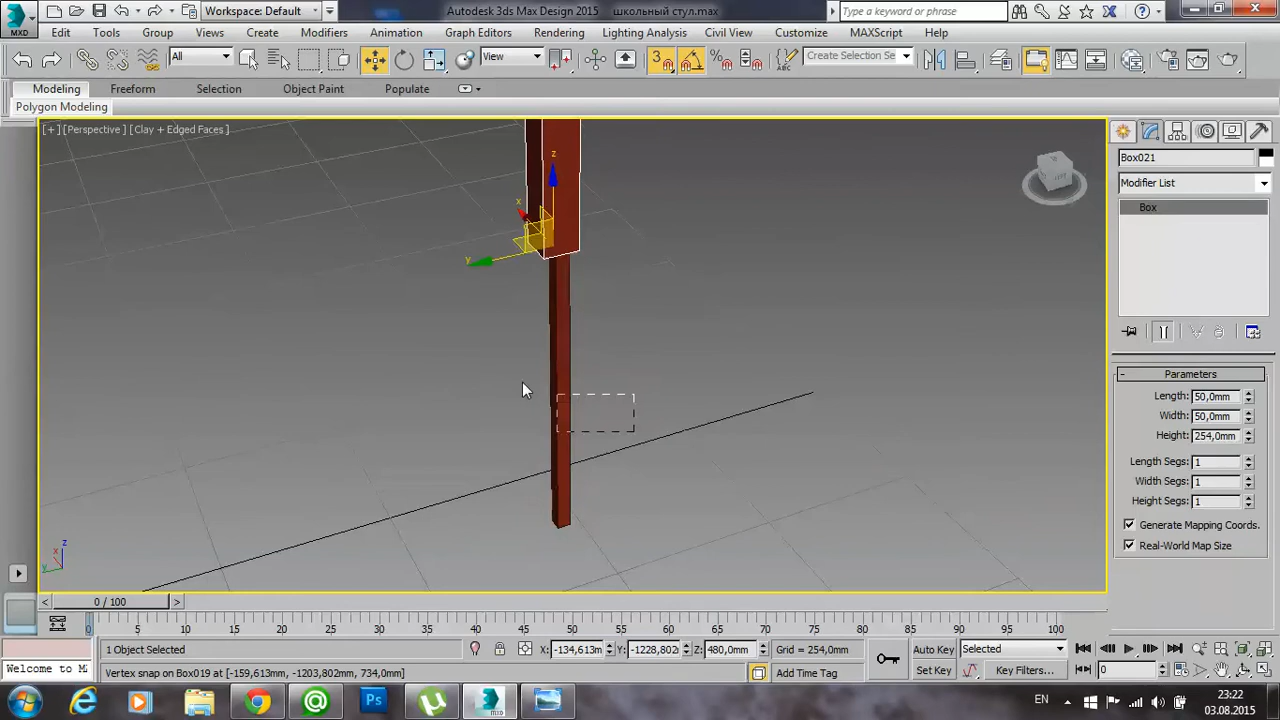 Workspace: Default
Autodesk 3ds Max Design 2015 школьный стул.max
Type a keyword or phrase
MXD
Edit Tools Group Views Create Modifiers Animation Graph Editors Rendering Lighting Analysis Civil View Customize MAXScript Help
All View 3 Create Selection Se
Modeling Freeform Selection Object Paint Populate
Polygon Modeling
[+] [Perspective] [Clay + Edged Faces]
Box021
Modifier List
Box
z
x
y
Parameters
Length: 50,0mm
Width: 50,0mm
Height: 254,0mm
Length Segs: 1
Width Segs: 1
Height Segs: 1
Generate Mapping Coords.
Real-World Map Size
z
x
y
0 / 100
0 5 10 15 20 25 30 35 40 45 50 55 60 65 70 75 80 85 90 95 100
1 Object Selected X: -134,613m Y: -1228,802m Z: 480,0mm Grid = 254,0mm Auto Key Selected
Welcome to M Vertex snap on Box019 at [-159,613mm, -1203,802mm, 734,0mm] Add Time Tag Set Key Key Filters... 0
EN 23:22
03.08.2015